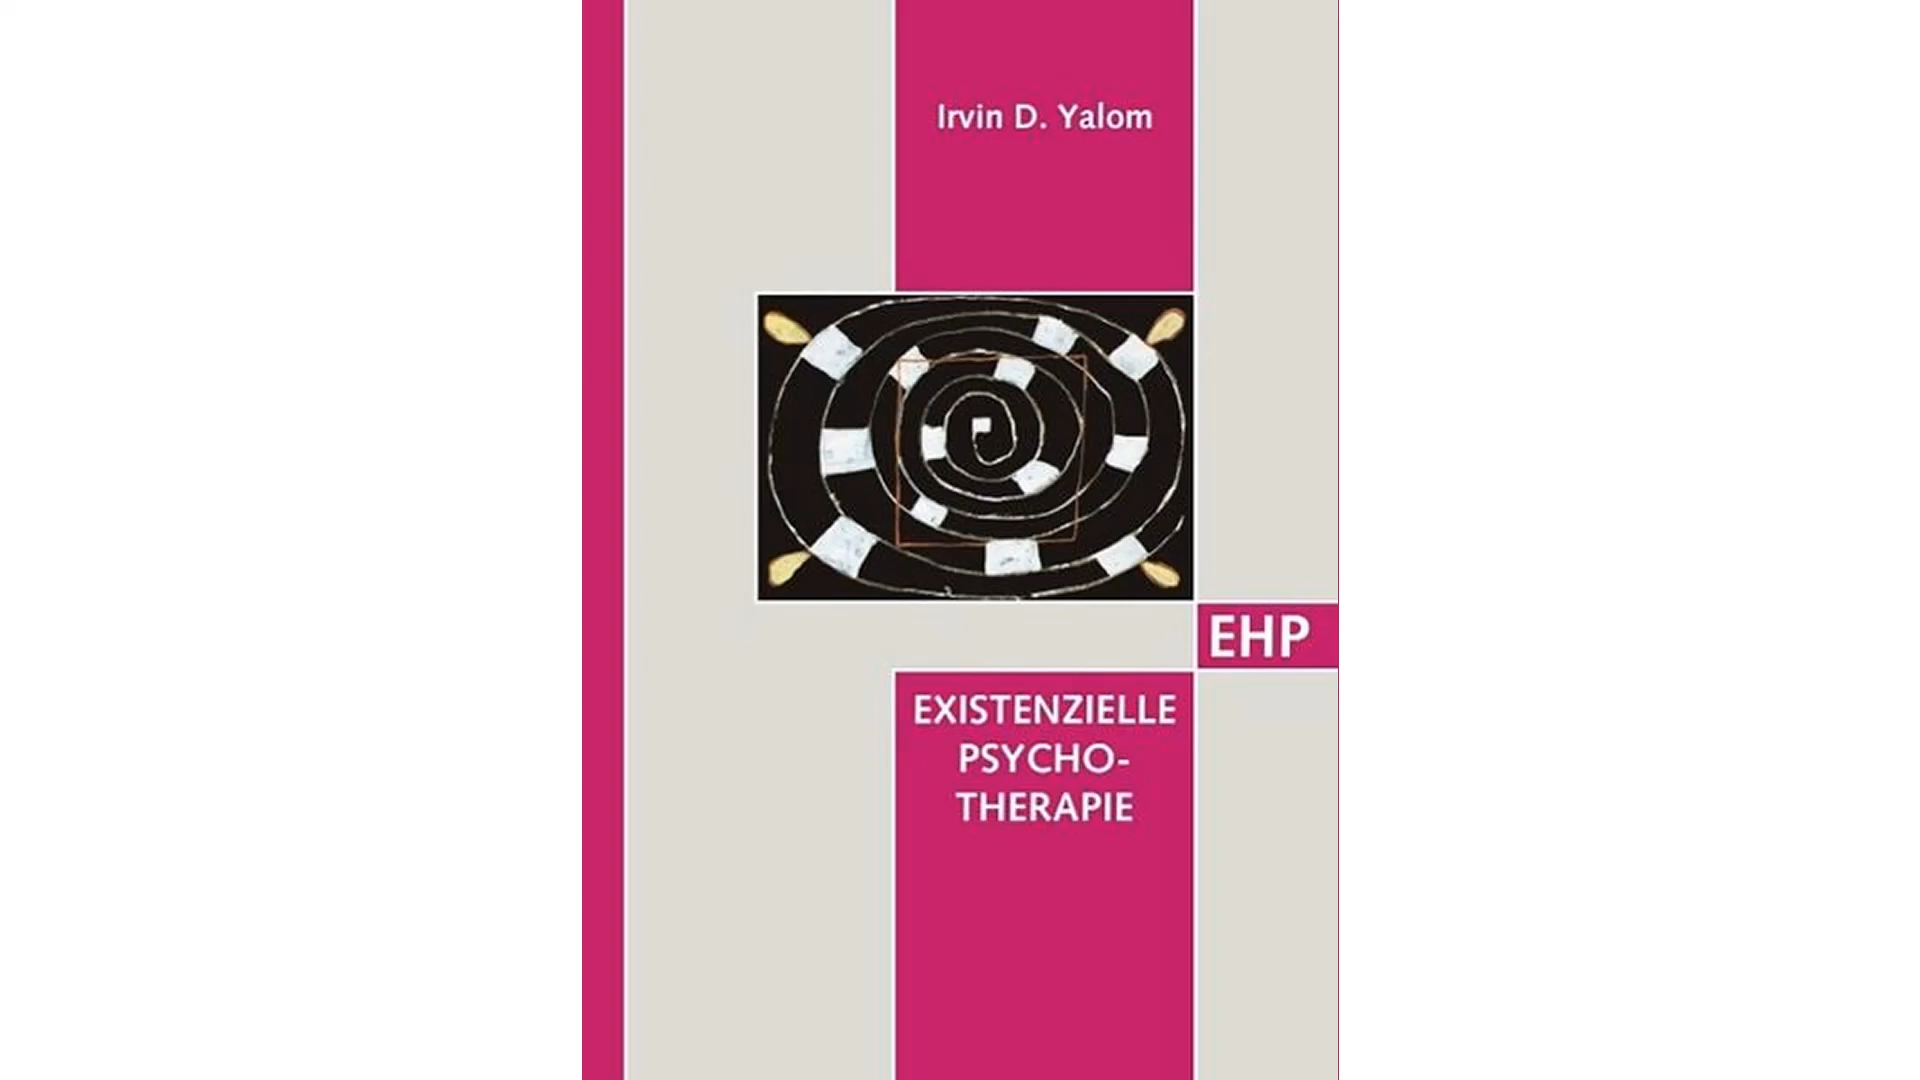 Irvin D. Yalom
EHP
EXISTENZIELLE
PSYCHO-
THERAPIE